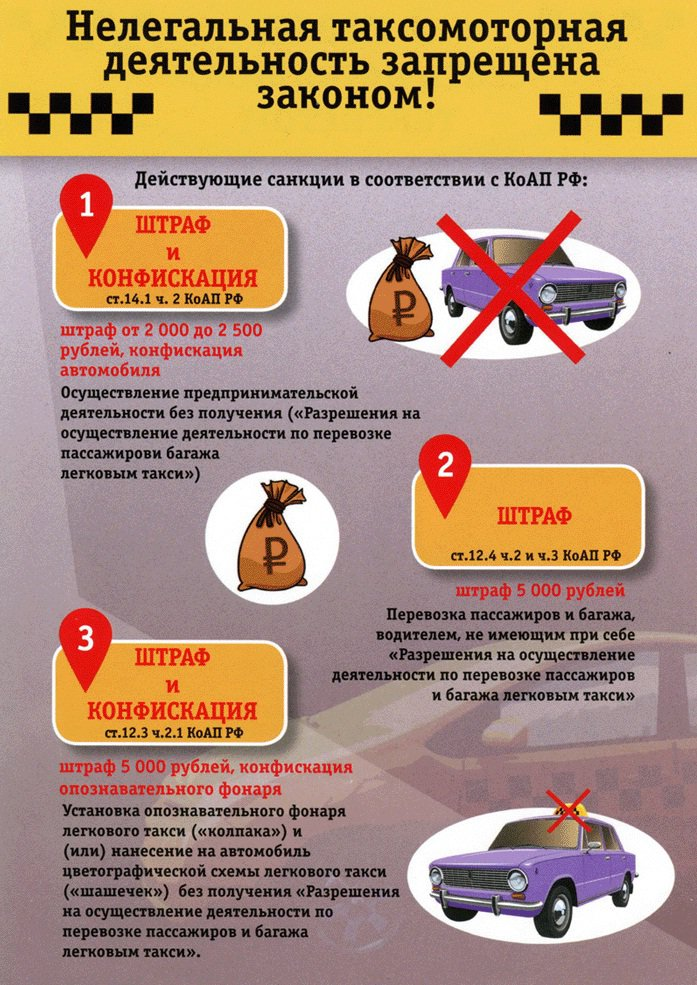 Нелегальная таксомоторная
деятельность запрещена
законом!
Действующие санкции в соответствии с КоАП РФ:
1
ШТРАФ
и
КОНФИСКАЦИЯ
ст.14.1 ч. 2 КоАП РФ
штраф от 2 000 до 2 500
рублей, конфискация
автомобиля
Осуществление предпринимательской
деятельности без получения («Разрешения на
осуществление деятельности по перевозке
пассажирови багажа
легковым такси»)
2
ШТРАФ
ст.12.4 ч.2 и ч.3 КоАП РФ
штраф 5 000 рублей
Перевозка пассажиров и багажа,
водителем, не имеющим при себе
«Разрешения на осуществление
деятельности по перевозке пассажиров
и багажа легковым такси»
3
ШТРАФ
и
КОНФИСКАЦИЯ
ст.12.3 ч.2.1 КоАП РФ
штраф 5 000 рублей, конфискация
опознавательного фонаря
Установка опознавательного фонаря
легкового такси («колпака») и
(или) нанесение на автомобиль
цветографической схемы легкового такси
(«шашечек») без получения «Разрешения
на осуществление деятельности по
перевозке пассажиров и багажа
легковым такси».